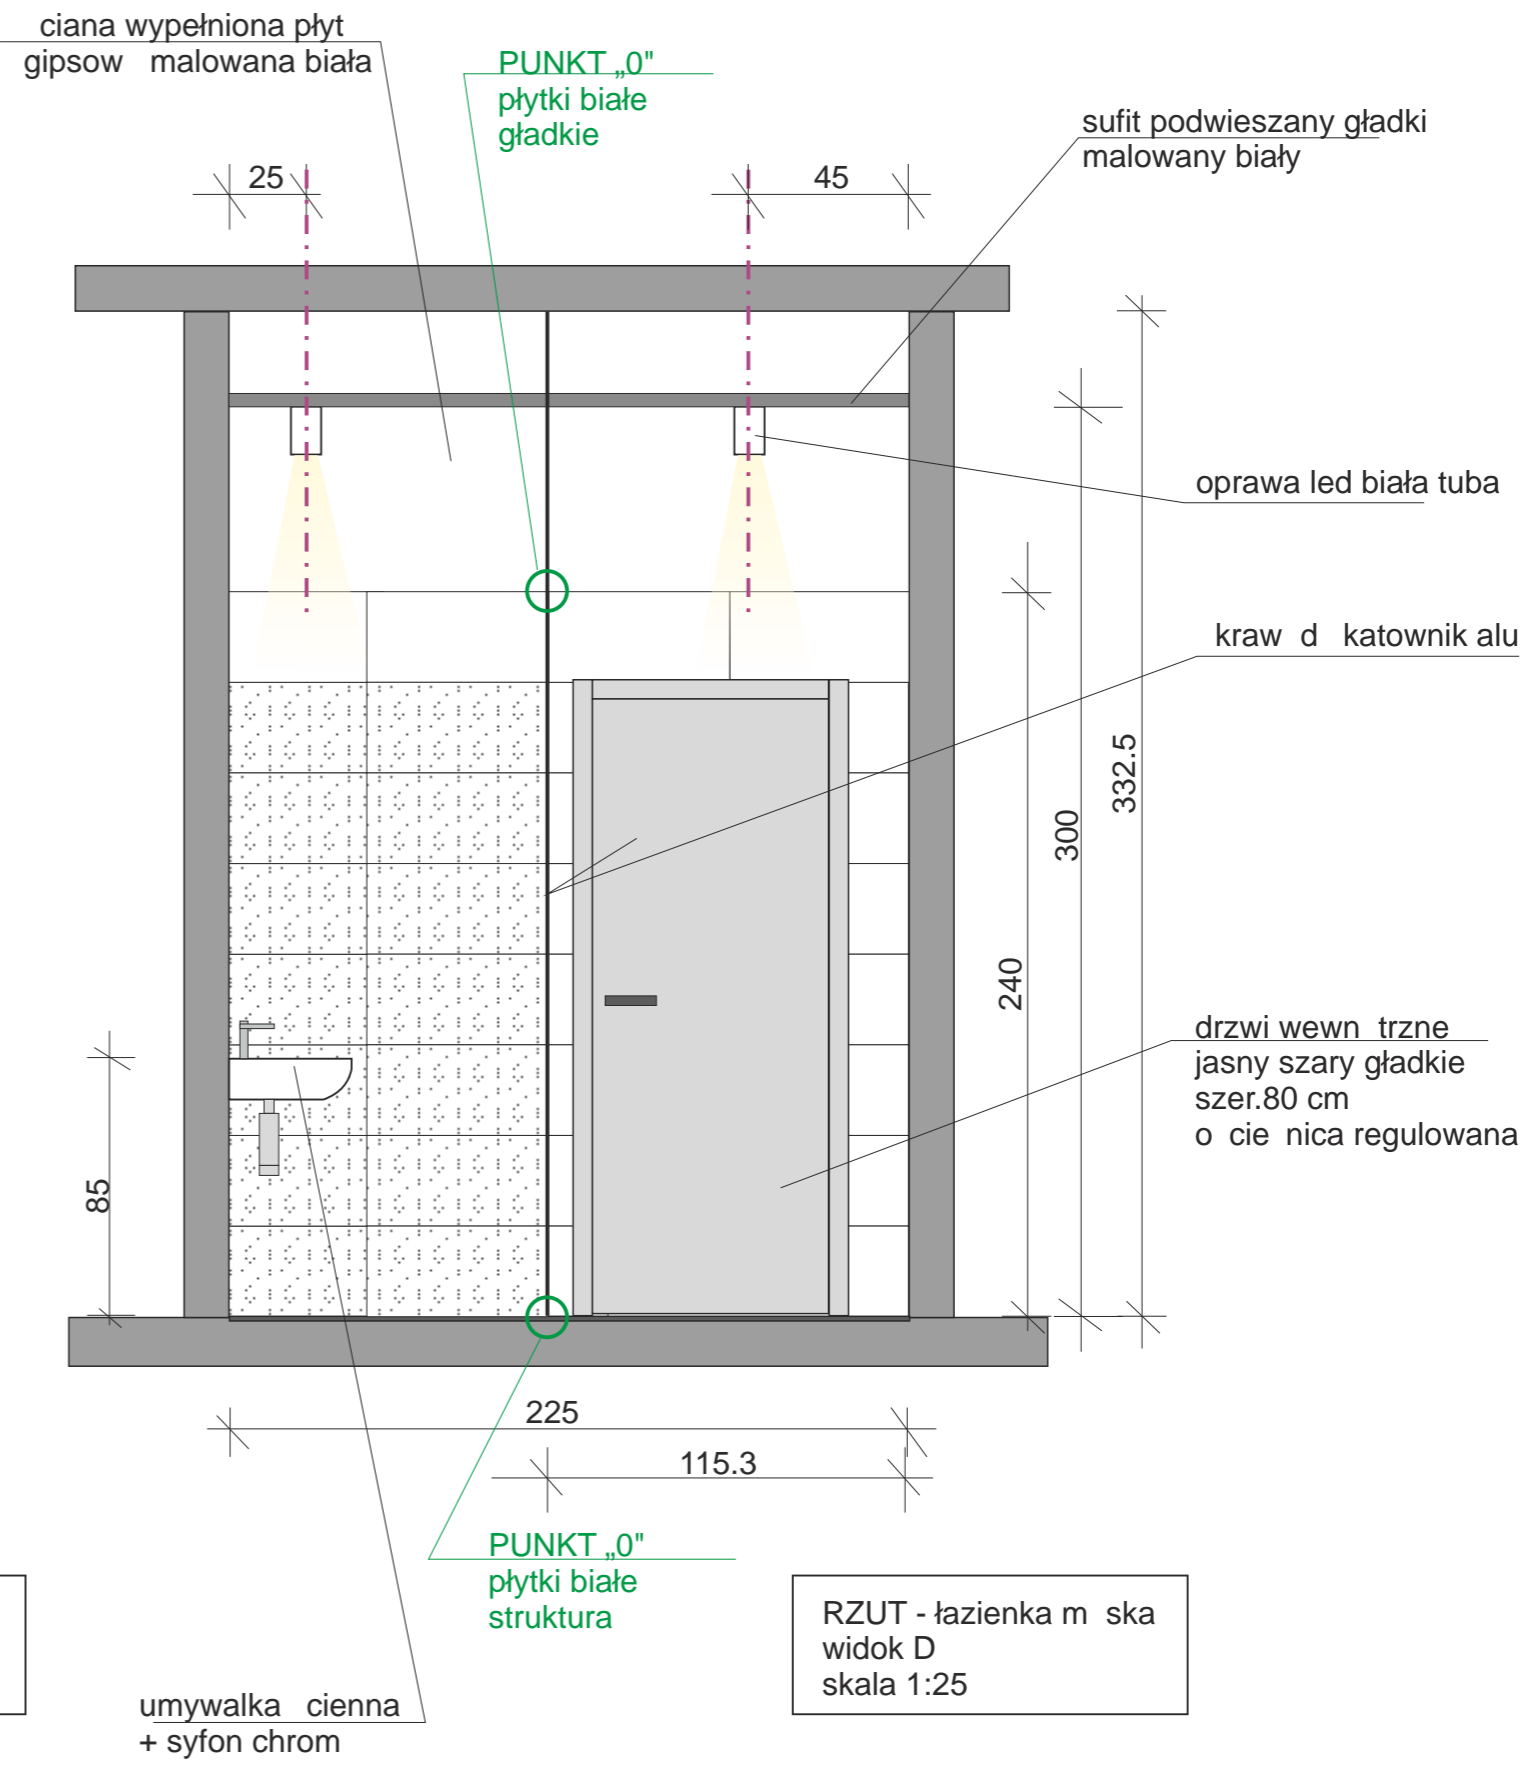 ciana wypełniona płyt
gipsow malowana biała
PUNKT „0"
płytki białe
gładkie
sufit podwieszany gładki
malowany biały
25
45
oprawa led biała tuba
kraw d katownik alu
332.5
300
240
drzwi wewn trzne
jasny szary gładkie
szer.80 cm
o cie nica regulowana
85
225
115.3
PUNKT „0"
płytki białe
struktura
RZUT - łazienka m ska
widok D
skala 1:25
umywalka cienna
+ syfon chrom